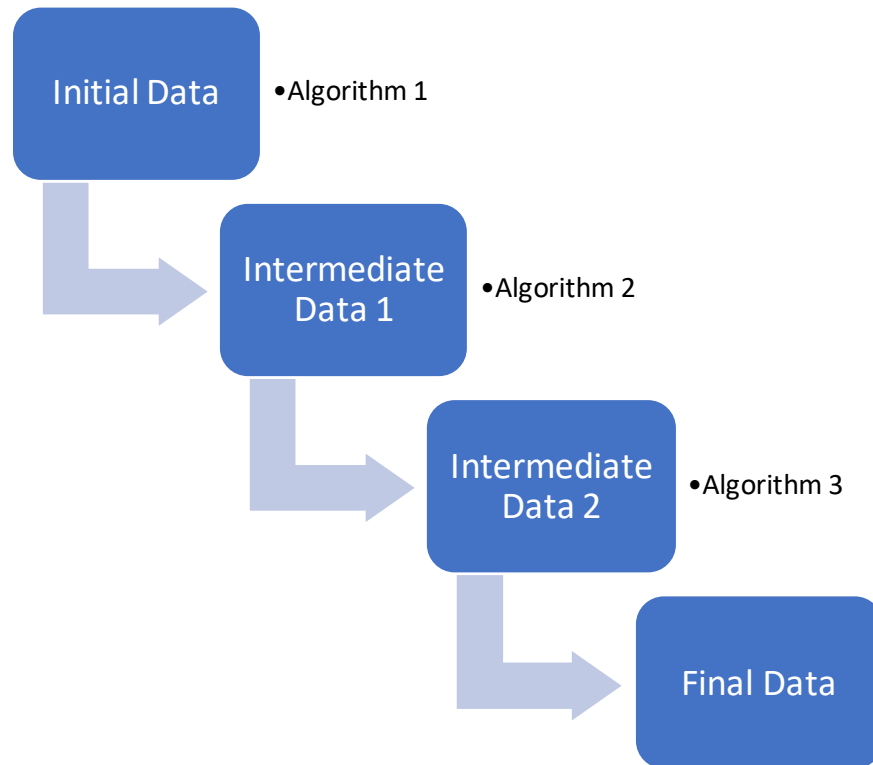 Initial Data
•Algorithm 1
Intermediate
Data 1
•Algorithm 2
Intermediate
Data 2
•Algorithm 3
Final Data